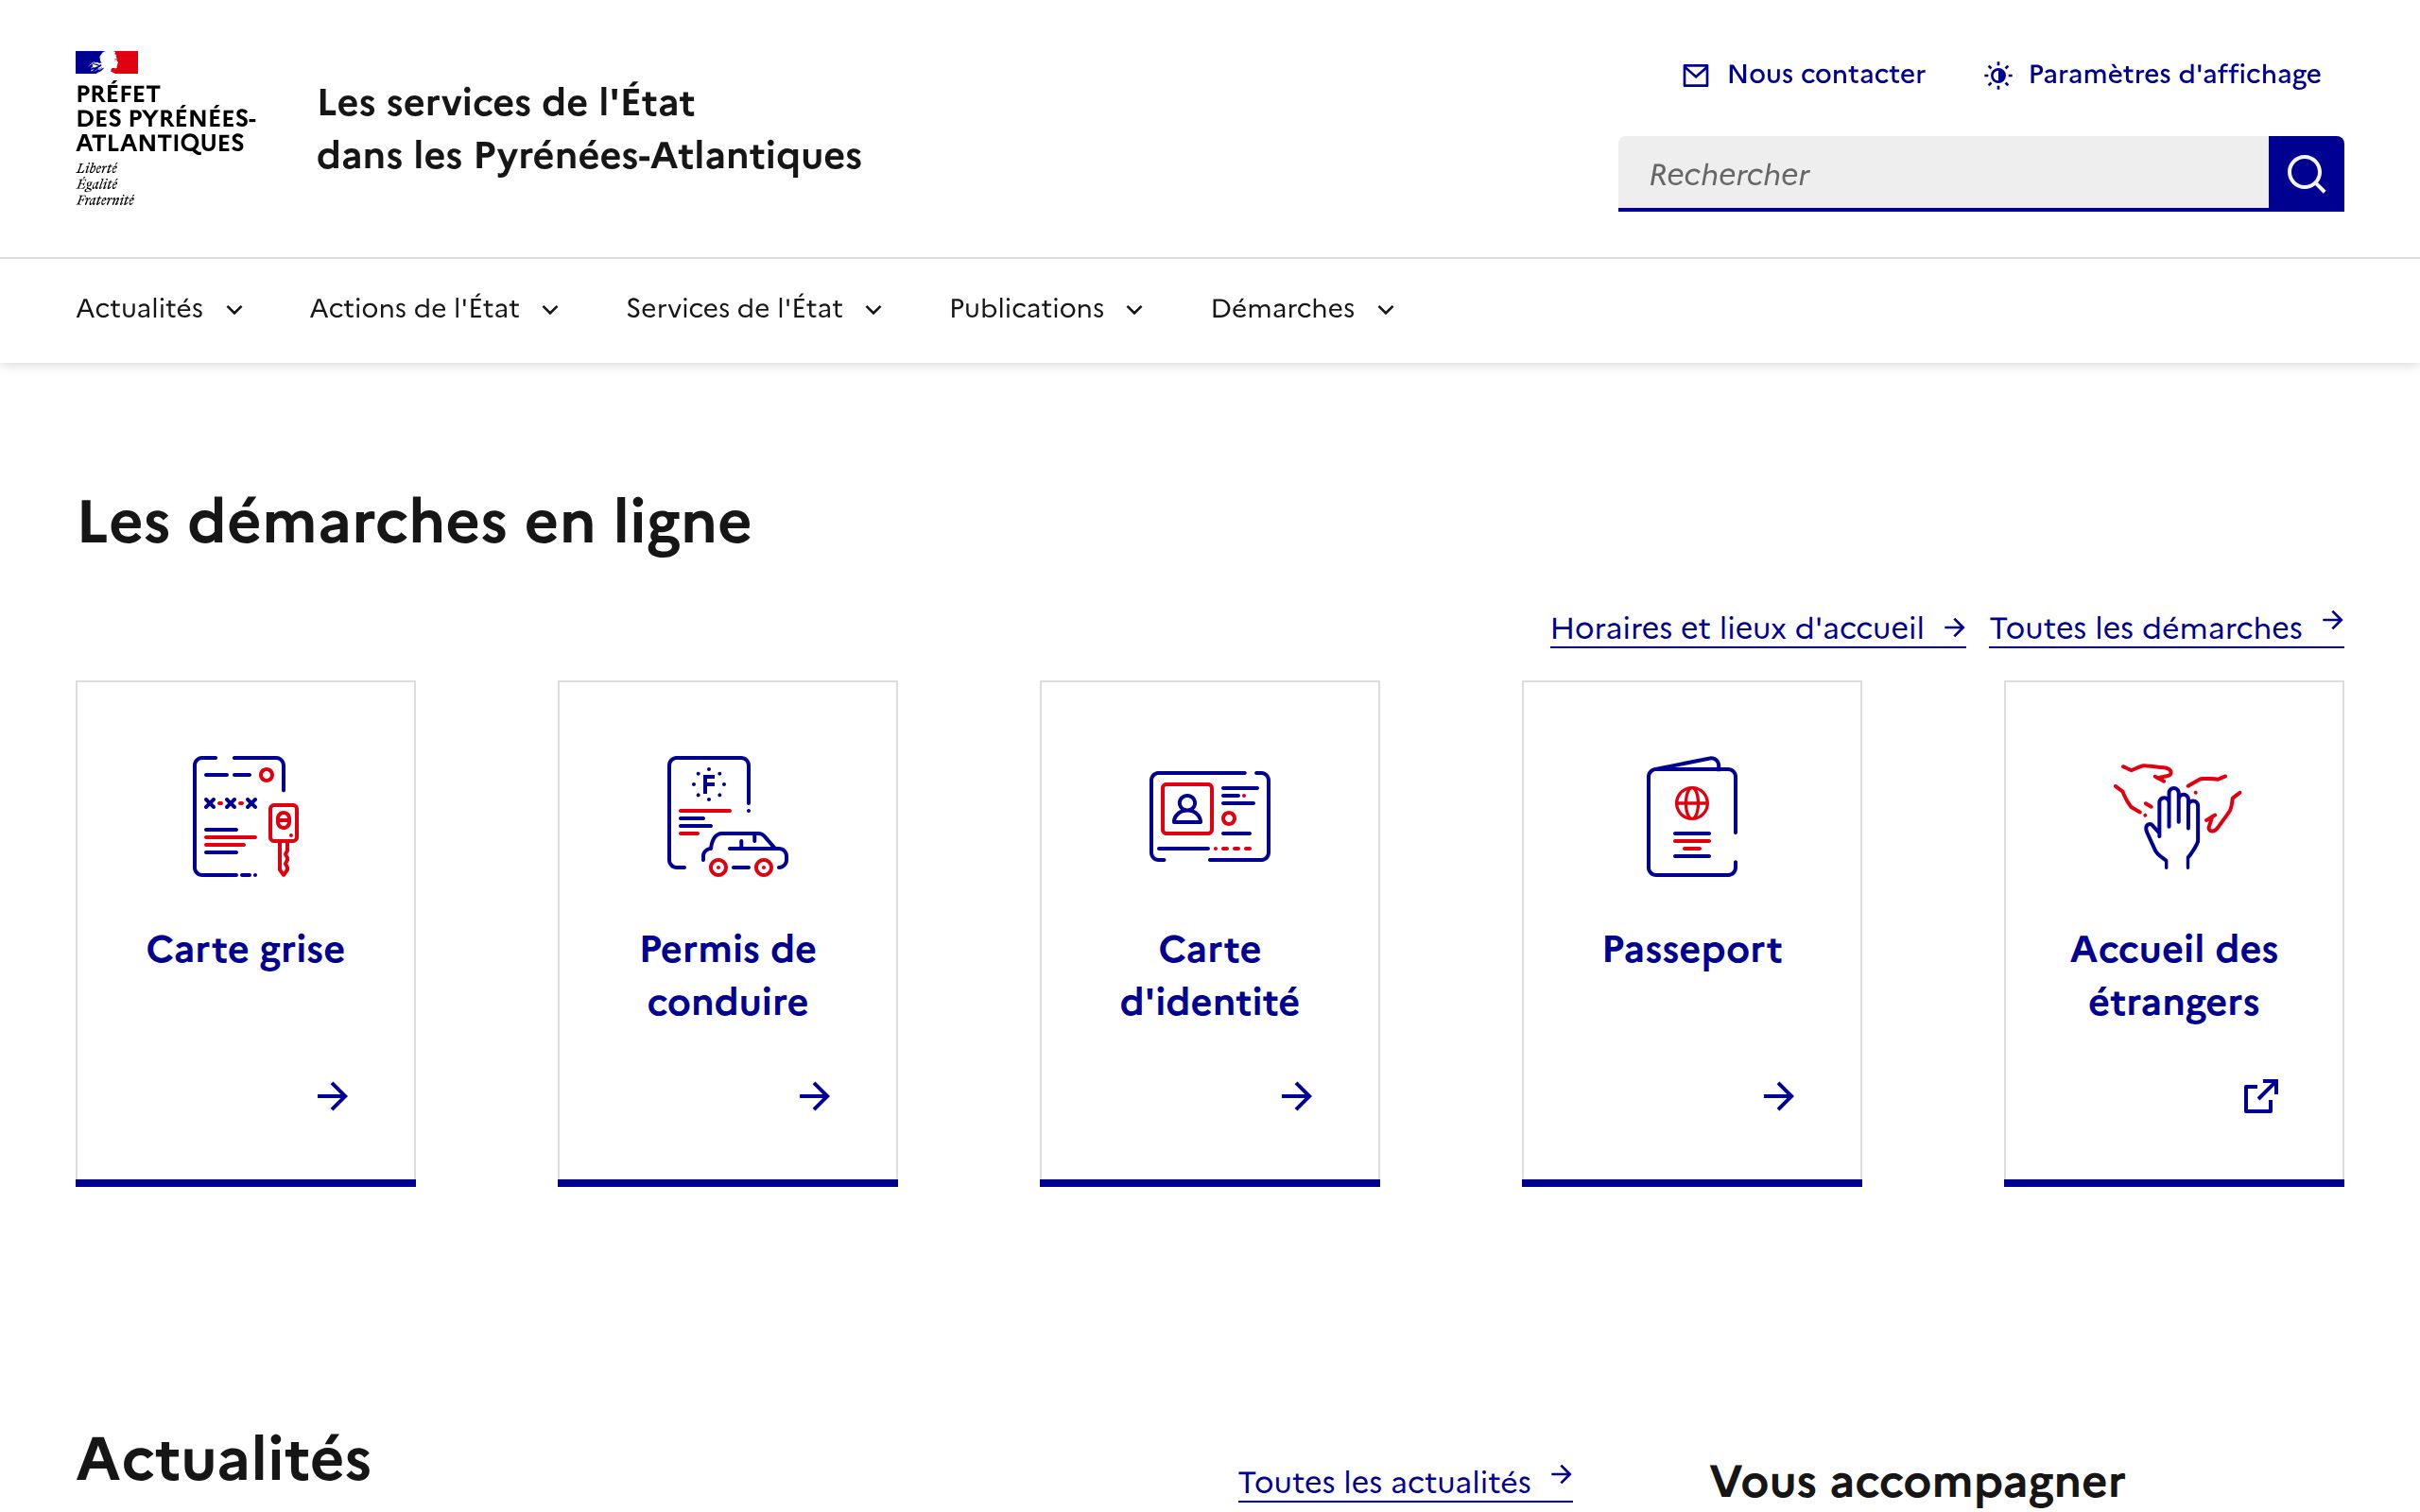 PRÉFET
DES PYRÉNÉES-
ATLANTIQUES
Liberté
Égalité
Fraternité
Les services de l'État
dans les Pyrénées-Atlantiques
Nous contacter
Paramètres d'affichage
Rechercher
Actualités
Actions de l'État
Services de l'État
Publications
Démarches
Les démarches en ligne
Horaires et lieux d'accueil
Toutes les démarches
Carte grise
Permis de
conduire
Carte
d'identité
Passeport
Accueil des
étrangers
Actualités
Toutes les actualités
Vous accompagner